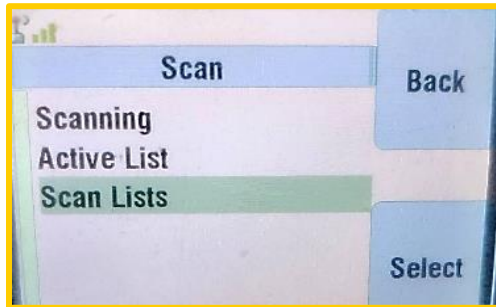 Scan
Back
Scanning
Active List
Scan Lists
Select